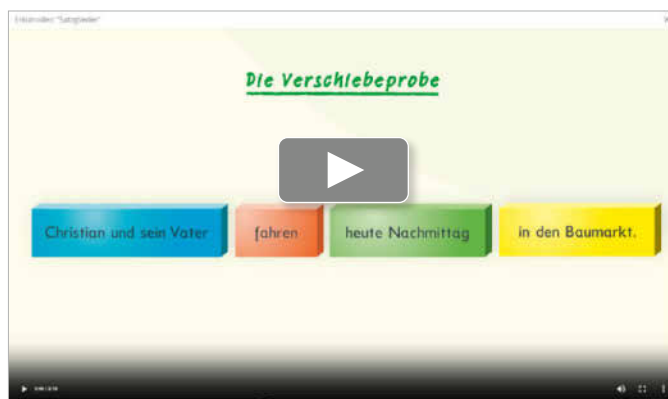 Die Verschiebeprobe
Christian und sein Vater fahren heute Nachmittag in den Baumarkt.